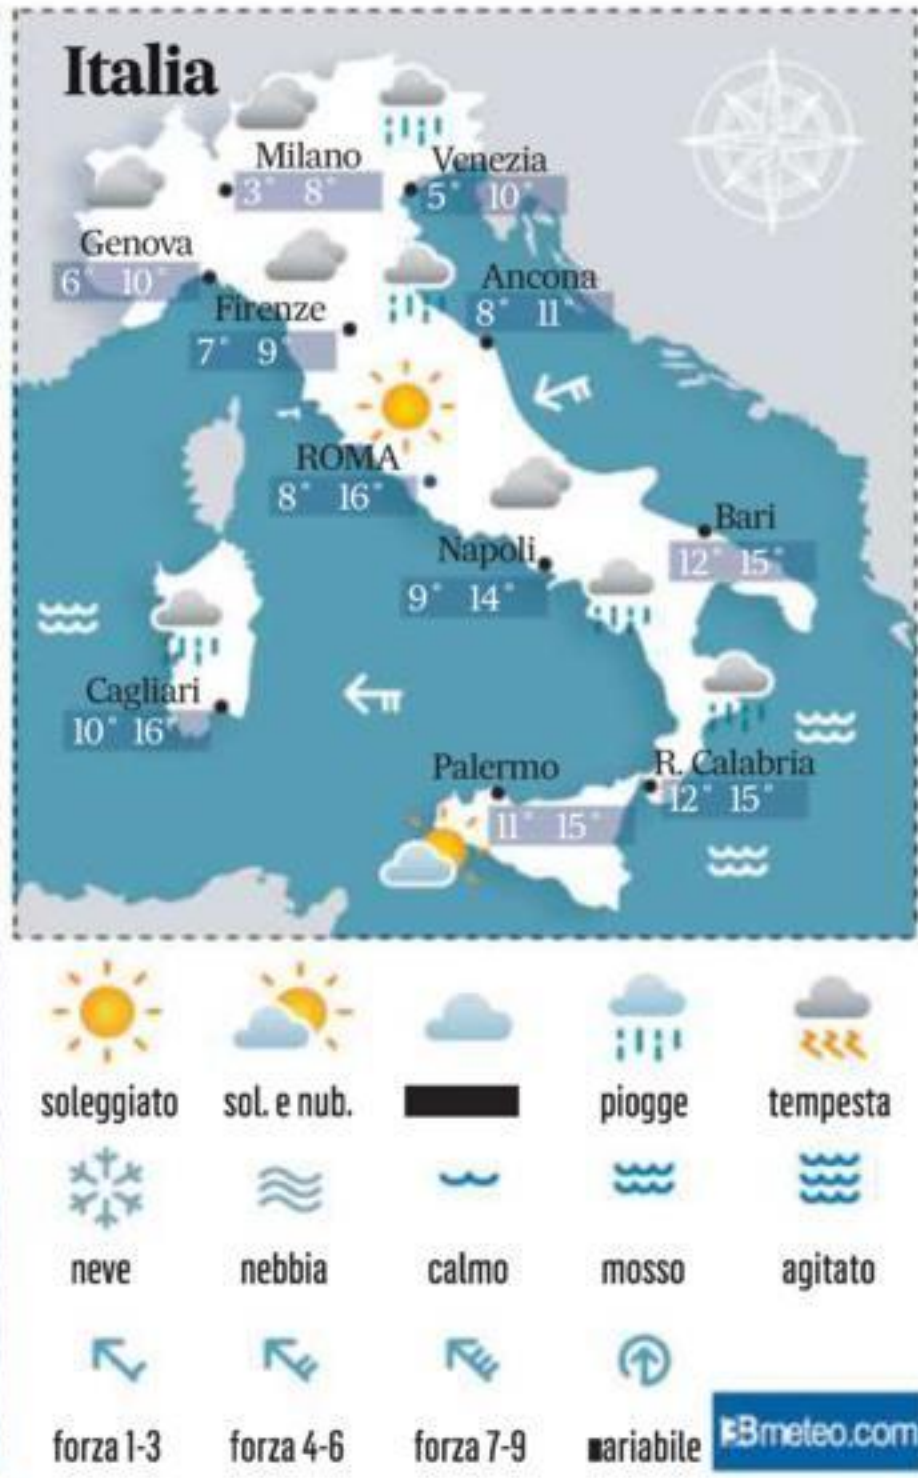 Italia
Milano
3° 8°
Venezia
5° 10°
Genova
6° 10°
Ancona
8° 11°
Firenze
7° 9°
ROMA
8° 16°
Bari
12° 15°
Napoli
9° 14°
Cagliari
10° 16°
Palermo
11° 15°
R. Calabria
12° 15°
soleggiato sol. e nub. piogge tempesta
neve nebbia calmo mosso agitato
forza 1-3 forza 4-6 forza 7-9 ariabile
Bmeteo.com